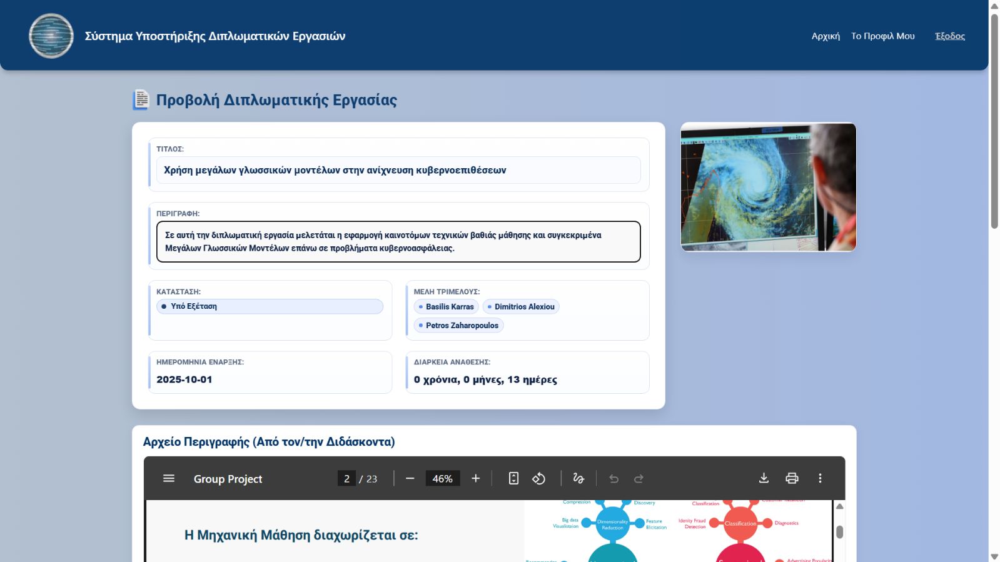 Σύστημα Υποστήριξης Διπλωματικών Εργασιών
Αρχική Το Προφιλ Μου Έξοδος
Προβολή Διπλωματικής Εργασίας
ΤΙΤΛΟΣ:
Χρήση μεγάλων γλωσσικών μοντέλων στην ανίχνευση κυβερνοεπιθέσεων
ΠΕΡΙΓΡΑΦΗ:
Σε αυτή την διπλωματική εργασία μελετάται η εφαρμογή καινοτόμων τεχνικών βαθιάς μάθησης και συγκεκριμένα
Μεγάλων Γλωσσικών Μοντέλων επάνω σε προβλήματα κυβερνοασφάλειας.
ΚΑΤΑΣΤΑΣΗ:
Υπό Εξέταση
ΜΕΛΗ ΤΡΙΜΕΛΟΥΣ:
Basilis Karras Dimitrios Alexiou
Petros Zaharopoulos
ΗΜΕΡΟΜΗΝΙΑ ΕΝΑΡΞΗΣ:
2025-10-01
ΔΙΑΡΚΕΙΑ ΑΝΑΘΕΣΗΣ:
0 χρόνια, 0 μήνες, 13 ημέρες
Αρχείο Περιγραφής (Από τον/την Διδάσκοντα)
Group Project 2 / 23 46%
Η Μηχανική Μάθηση διαχωρίζεται σε:
Compression
Discovery
Big data
Visualistaion
Dimensionality
Reduction
Feature
Elicitation
Classification
Idenity Fraud
Detection
Classification
Diagnostics
Advertising Popularity